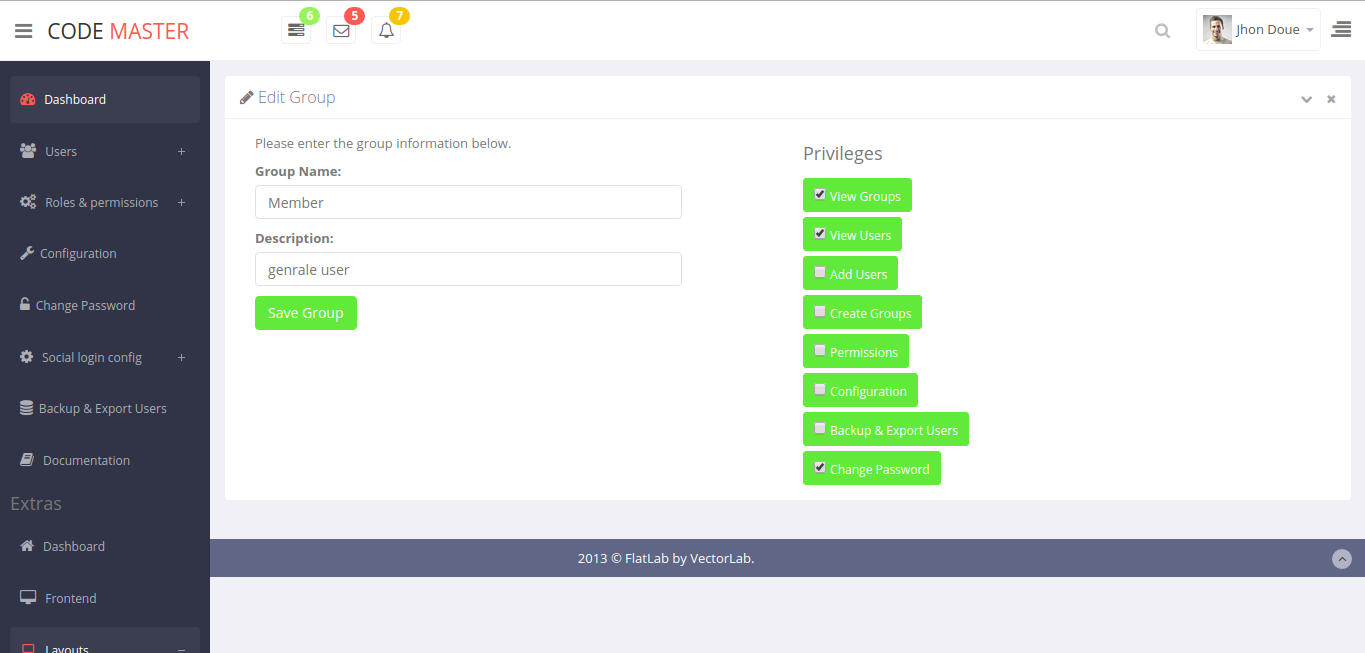 CODE MASTER
6
5
7
Jhon Doue
Dashboard
Users
+
Roles & permissions
+
Configuration
Change Password
Social login config
+
Backup & Export Users
Documentation
Extras
Dashboard
Frontend
Layouts
Edit Group
Please enter the group information below.
Group Name:
Member
Description:
genrale user
Save Group
Privileges
View Groups
View Users
Add Users
Create Groups
Permissions
Configuration
Backup & Export Users
Change Password
2013 © FlatLab by VectorLab.